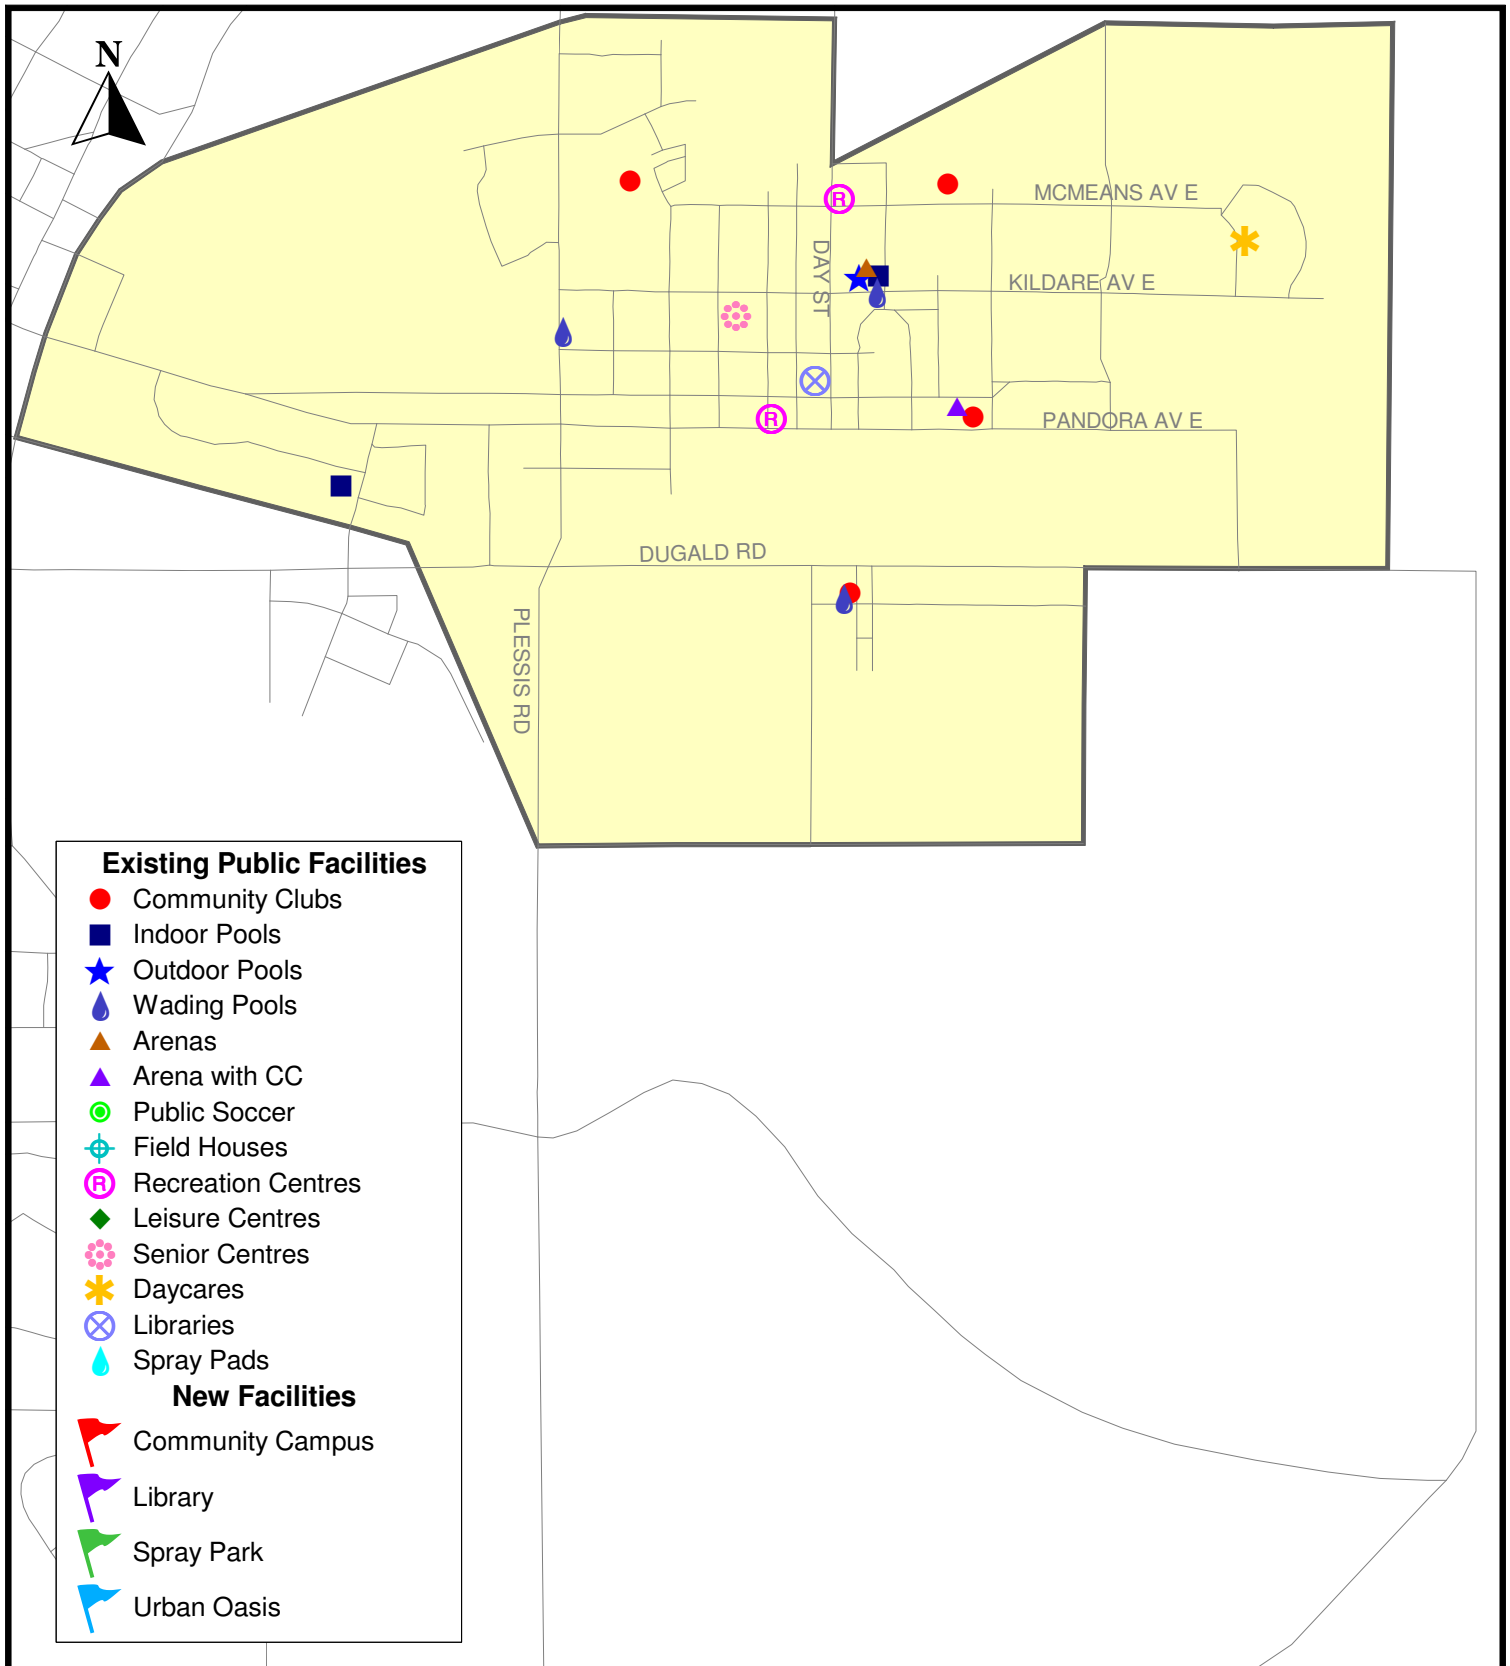 N
MCMEANS AV E
R
DAY ST
KILDARE AV E
R
PANDORA AV E
DUGALD RD
PLESSIS RD
Existing Public Facilities
Community Clubs
Indoor Pools
Outdoor Pools
Wading Pools
Arenas
Arena with CC
Public Soccer
Field Houses
R Recreation Centres
Leisure Centres
Senior Centres
Daycares
Libraries
Spray Pads
New Facilities
Community Campus
Library
Spray Park
Urban Oasis